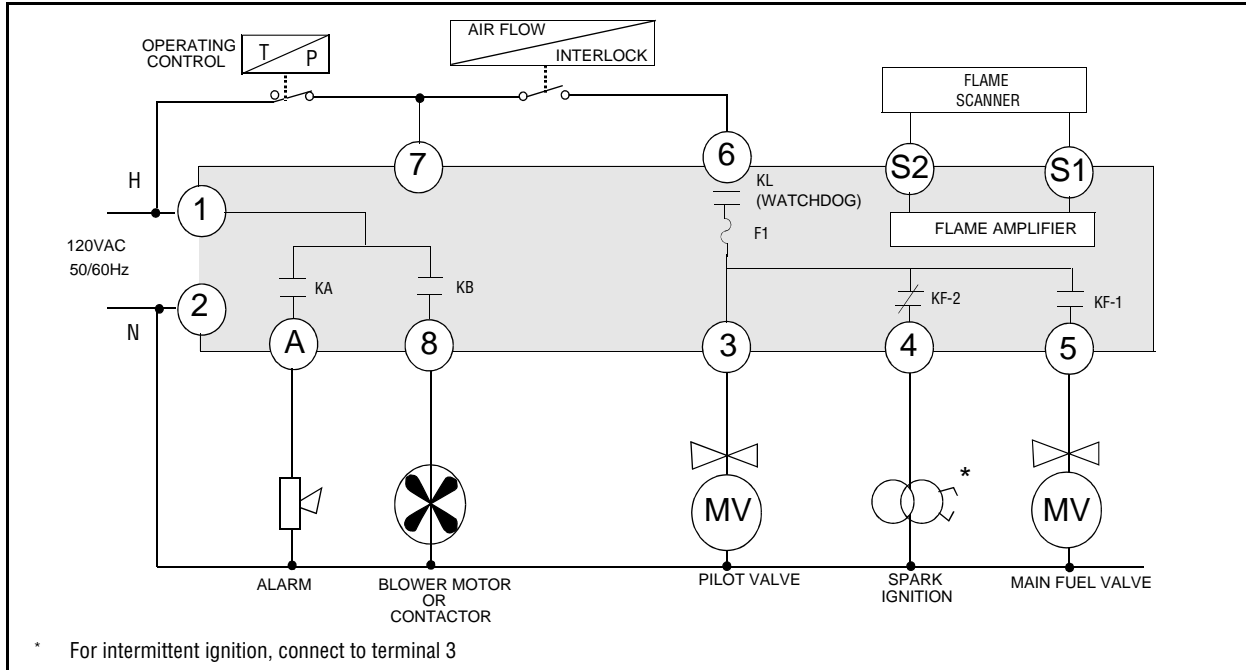 OPERATING
CONTROL
T
P
AIR FLOW
INTERLOCK
FLAME
SCANNER
7
6
S2
S1
H
KL
(WATCHDOG)
1
FLAME AMPLIFIER
F1
120VAC
50/60Hz
2
KA
KB
KF-2
KF-1
N
A
8
3
4
5
*
MV
MV
ALARM
BLOWER MOTOR
OR
CONTACTOR
PILOT VALVE
SPARK
IGNITION
MAIN FUEL VALVE
* For intermittent ignition, connect to terminal 3